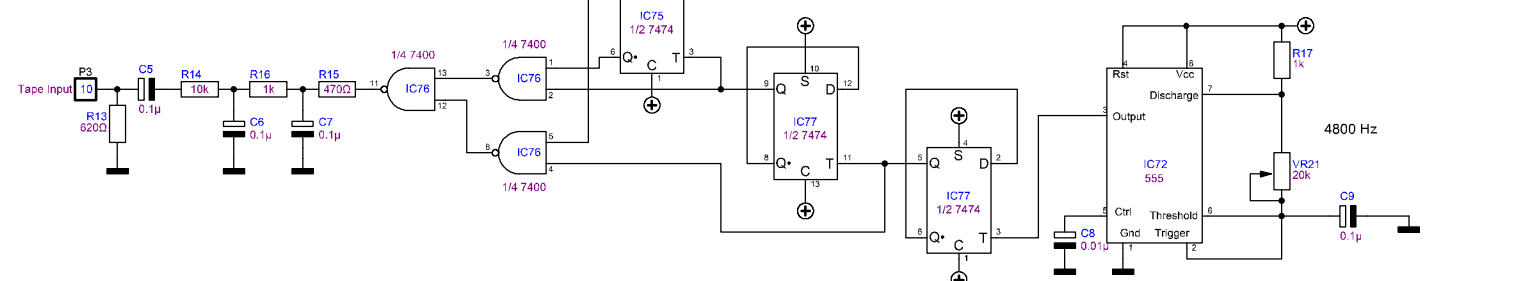 Tape Input
P3
10
C5
0.1µ
R13
620Ω
R14
10k
C6
0.1µ
R16
1k
C7
0.1µ
R15
470Ω
11
1/4 7400
IC76
13
12
1/4 7400
3
IC76
1
2
6
IC76
5
4
1/4 7400
IC75
1/2 7474
6
Q•
T
3
C
1
10
S
9
Q
D
12
IC77
1/2 7474
8
Q•
T
11
C
13
4
S
5
Q
D
2
IC77
1/2 7474
6
Q•
T
3
C
1
4
8
Rst
Vcc
Discharge
7
3
Output
IC72
555
5
Ctrl
Threshold
6
Gnd
Trigger
1
2
C8
0.01µ
R17
1k
4800 Hz
VR21
20k
C9
0.1µ